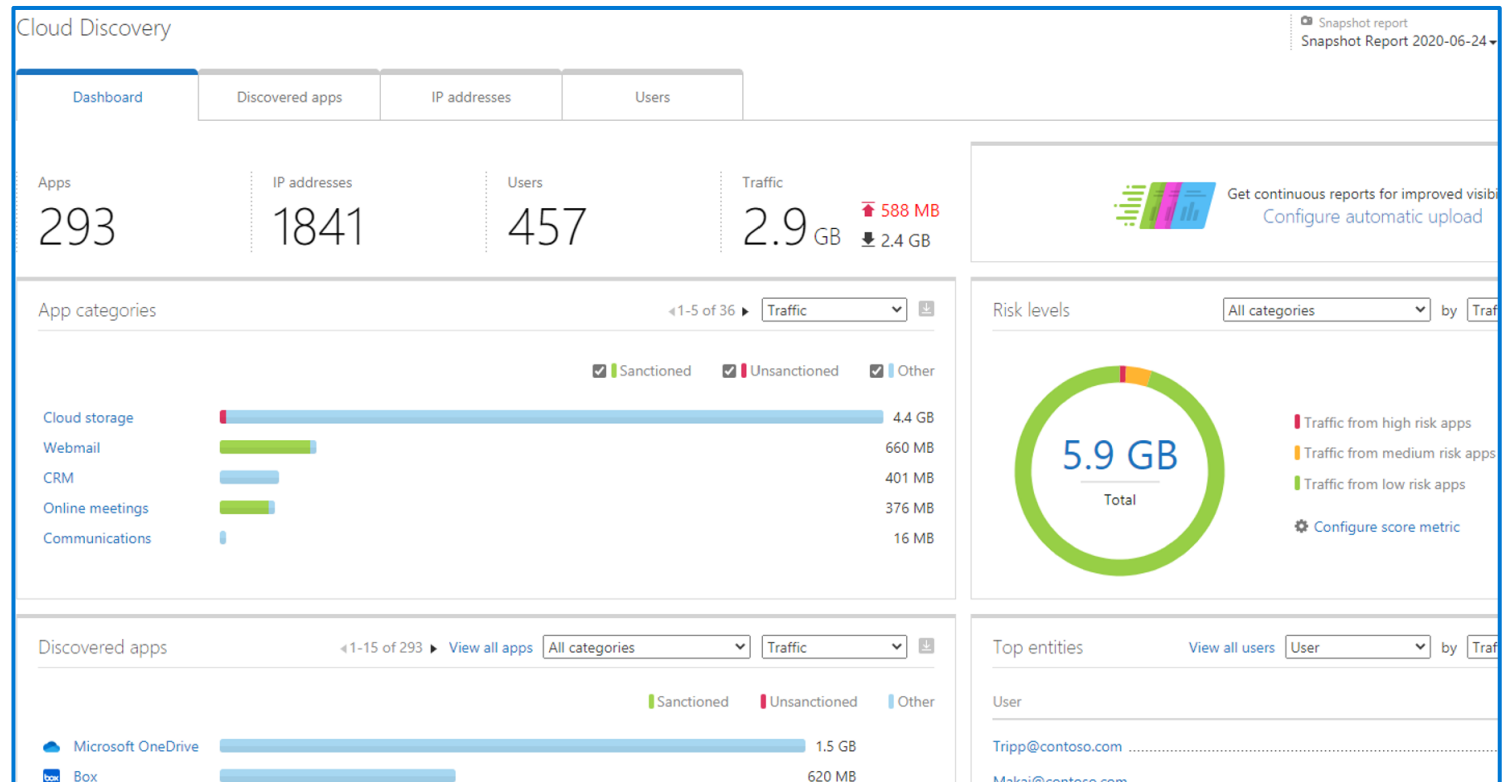 Cloud Discovery
Snapshot report
Snapshot Report 2020-06-24
Dashboard
Discovered apps
IP addresses
Users
Apps
293
IP addresses
1841
Users
457
Traffic
2.9 GB
588 MB
2.4 GB
Get continuous reports for improved visibi
Configure automatic upload
App categories
1-5 of 36
Traffic
Sanctioned
Unsanctioned
Other
Cloud storage 4.4 GB
Webmail 660 MB
CRM 401 MB
Online meetings 376 MB
Communications 16 MB
Risk levels
All categories
by
Traf
5.9 GB
Total
Traffic from high risk apps
Traffic from medium risk apps
Traffic from low risk apps
Configure score metric
Discovered apps
1-15 of 293
View all apps
All categories
Traffic
Sanctioned
Unsanctioned
Other
Microsoft OneDrive 1.5 GB
box
Box 620 MB
Top entities
View all users
User
by
Traf
User
Tripp@contoso.com
Makai@contoso.com